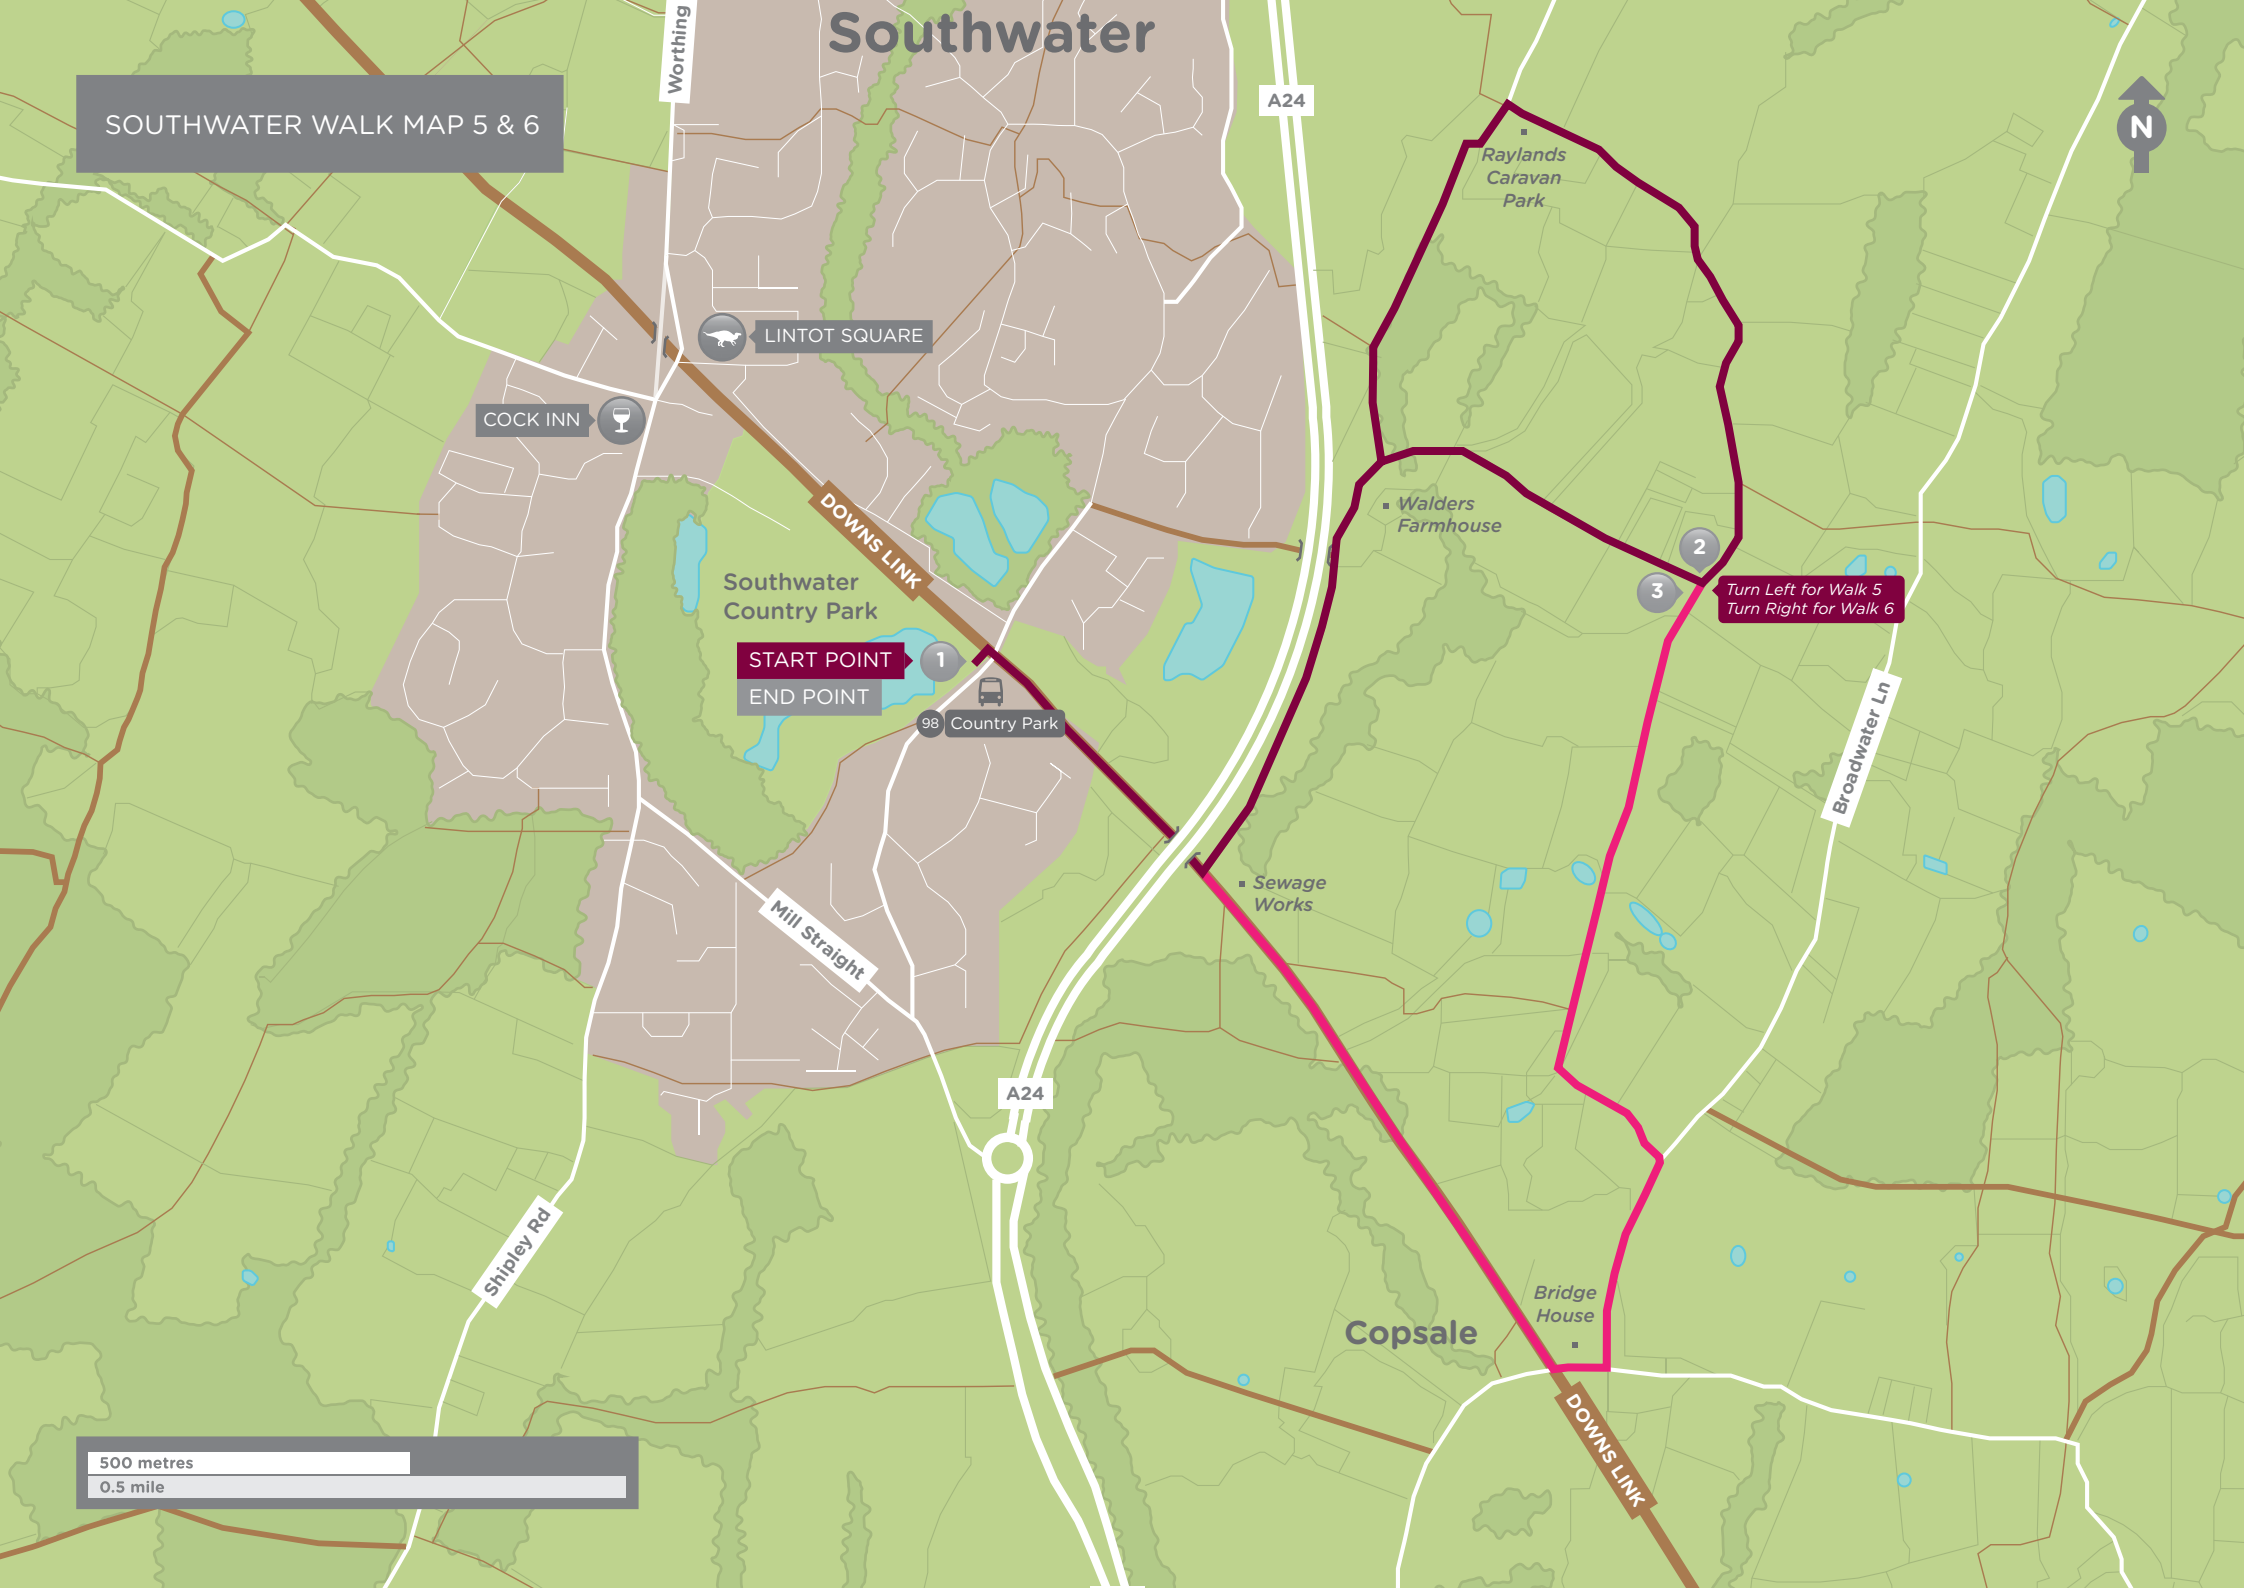 Southwater
Worthing
SOUTHWATER WALK MAP 5 & 6
A24
N
Raylands
Caravan
Park
LINTOT SQUARE
COCK INN
DOWNS LINK
Walders
Farmhouse
2
3
Turn Left for Walk 5
Turn Right for Walk 6
Southwater
Country Park
START POINT
1
END POINT
98
Country Park
Broadwater Ln
Sewage
Works
Mill Straight
A24
Shipley Rd
Bridge
House
Copsale
DOWNS LINK
500 metres
0.5 mile